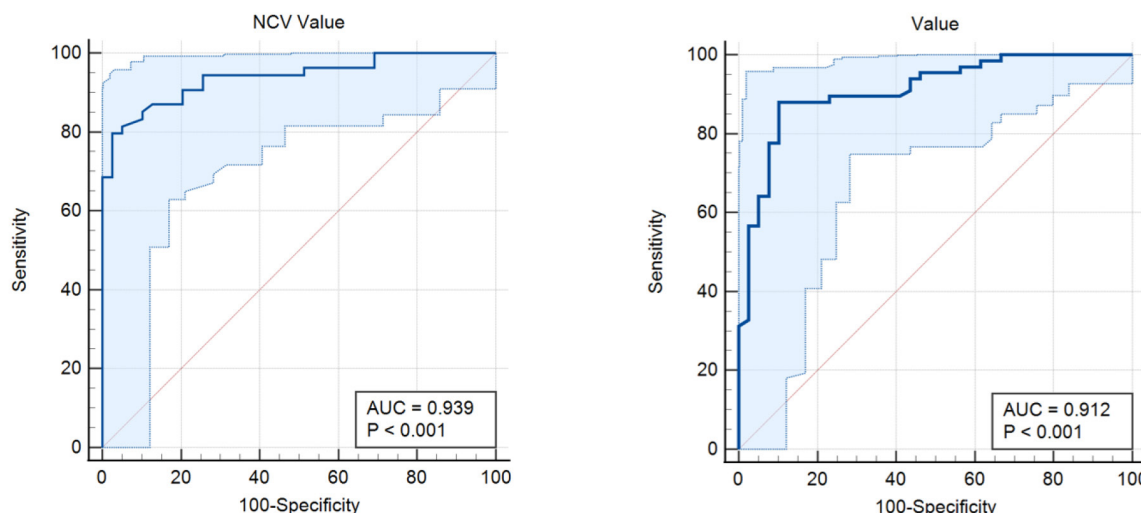 NCV Value
100
80
60
40
20
0
Sensitivity
0 20 40 60 80 100
100-Specificity
AUC = 0.939
P < 0.001
Value
100
80
60
40
20
0
Sensitivity
0 20 40 60 80 100
100-Specificity
AUC = 0.912
P < 0.001